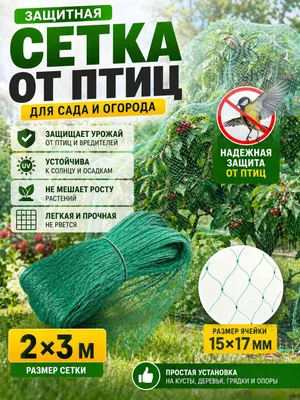 ЗАЩИТНАЯ
СЕТКА
ОТ ПТИЦ
ДЛЯ САДА И ОГОРОДА
ЗАЩИЩАЕТ УРОЖАЙ
ОТ ПТИЦ И ВРЕДИТЕЛЕЙ
UV
УСТОЙЧИВА
К СОЛНЦУ И ОСАДКАМ
НЕ МЕШАЕТ РОСТУ
РАСТЕНИЙ
ЛЕГКАЯ И ПРОЧНАЯ
НЕ РВЕТСЯ
НАДЕЖНАЯ
ЗАЩИТА
ОТ ПТИЦ
2×3 М
РАЗМЕР СЕТКИ
РАЗМЕР ЯЧЕЙКИ
15×17 ММ
ПРОСТАЯ УСТАНОВКА
НА КУСТЫ, ДЕРЕВЬЯ, ГРЯДКИ И ОПОРЫ